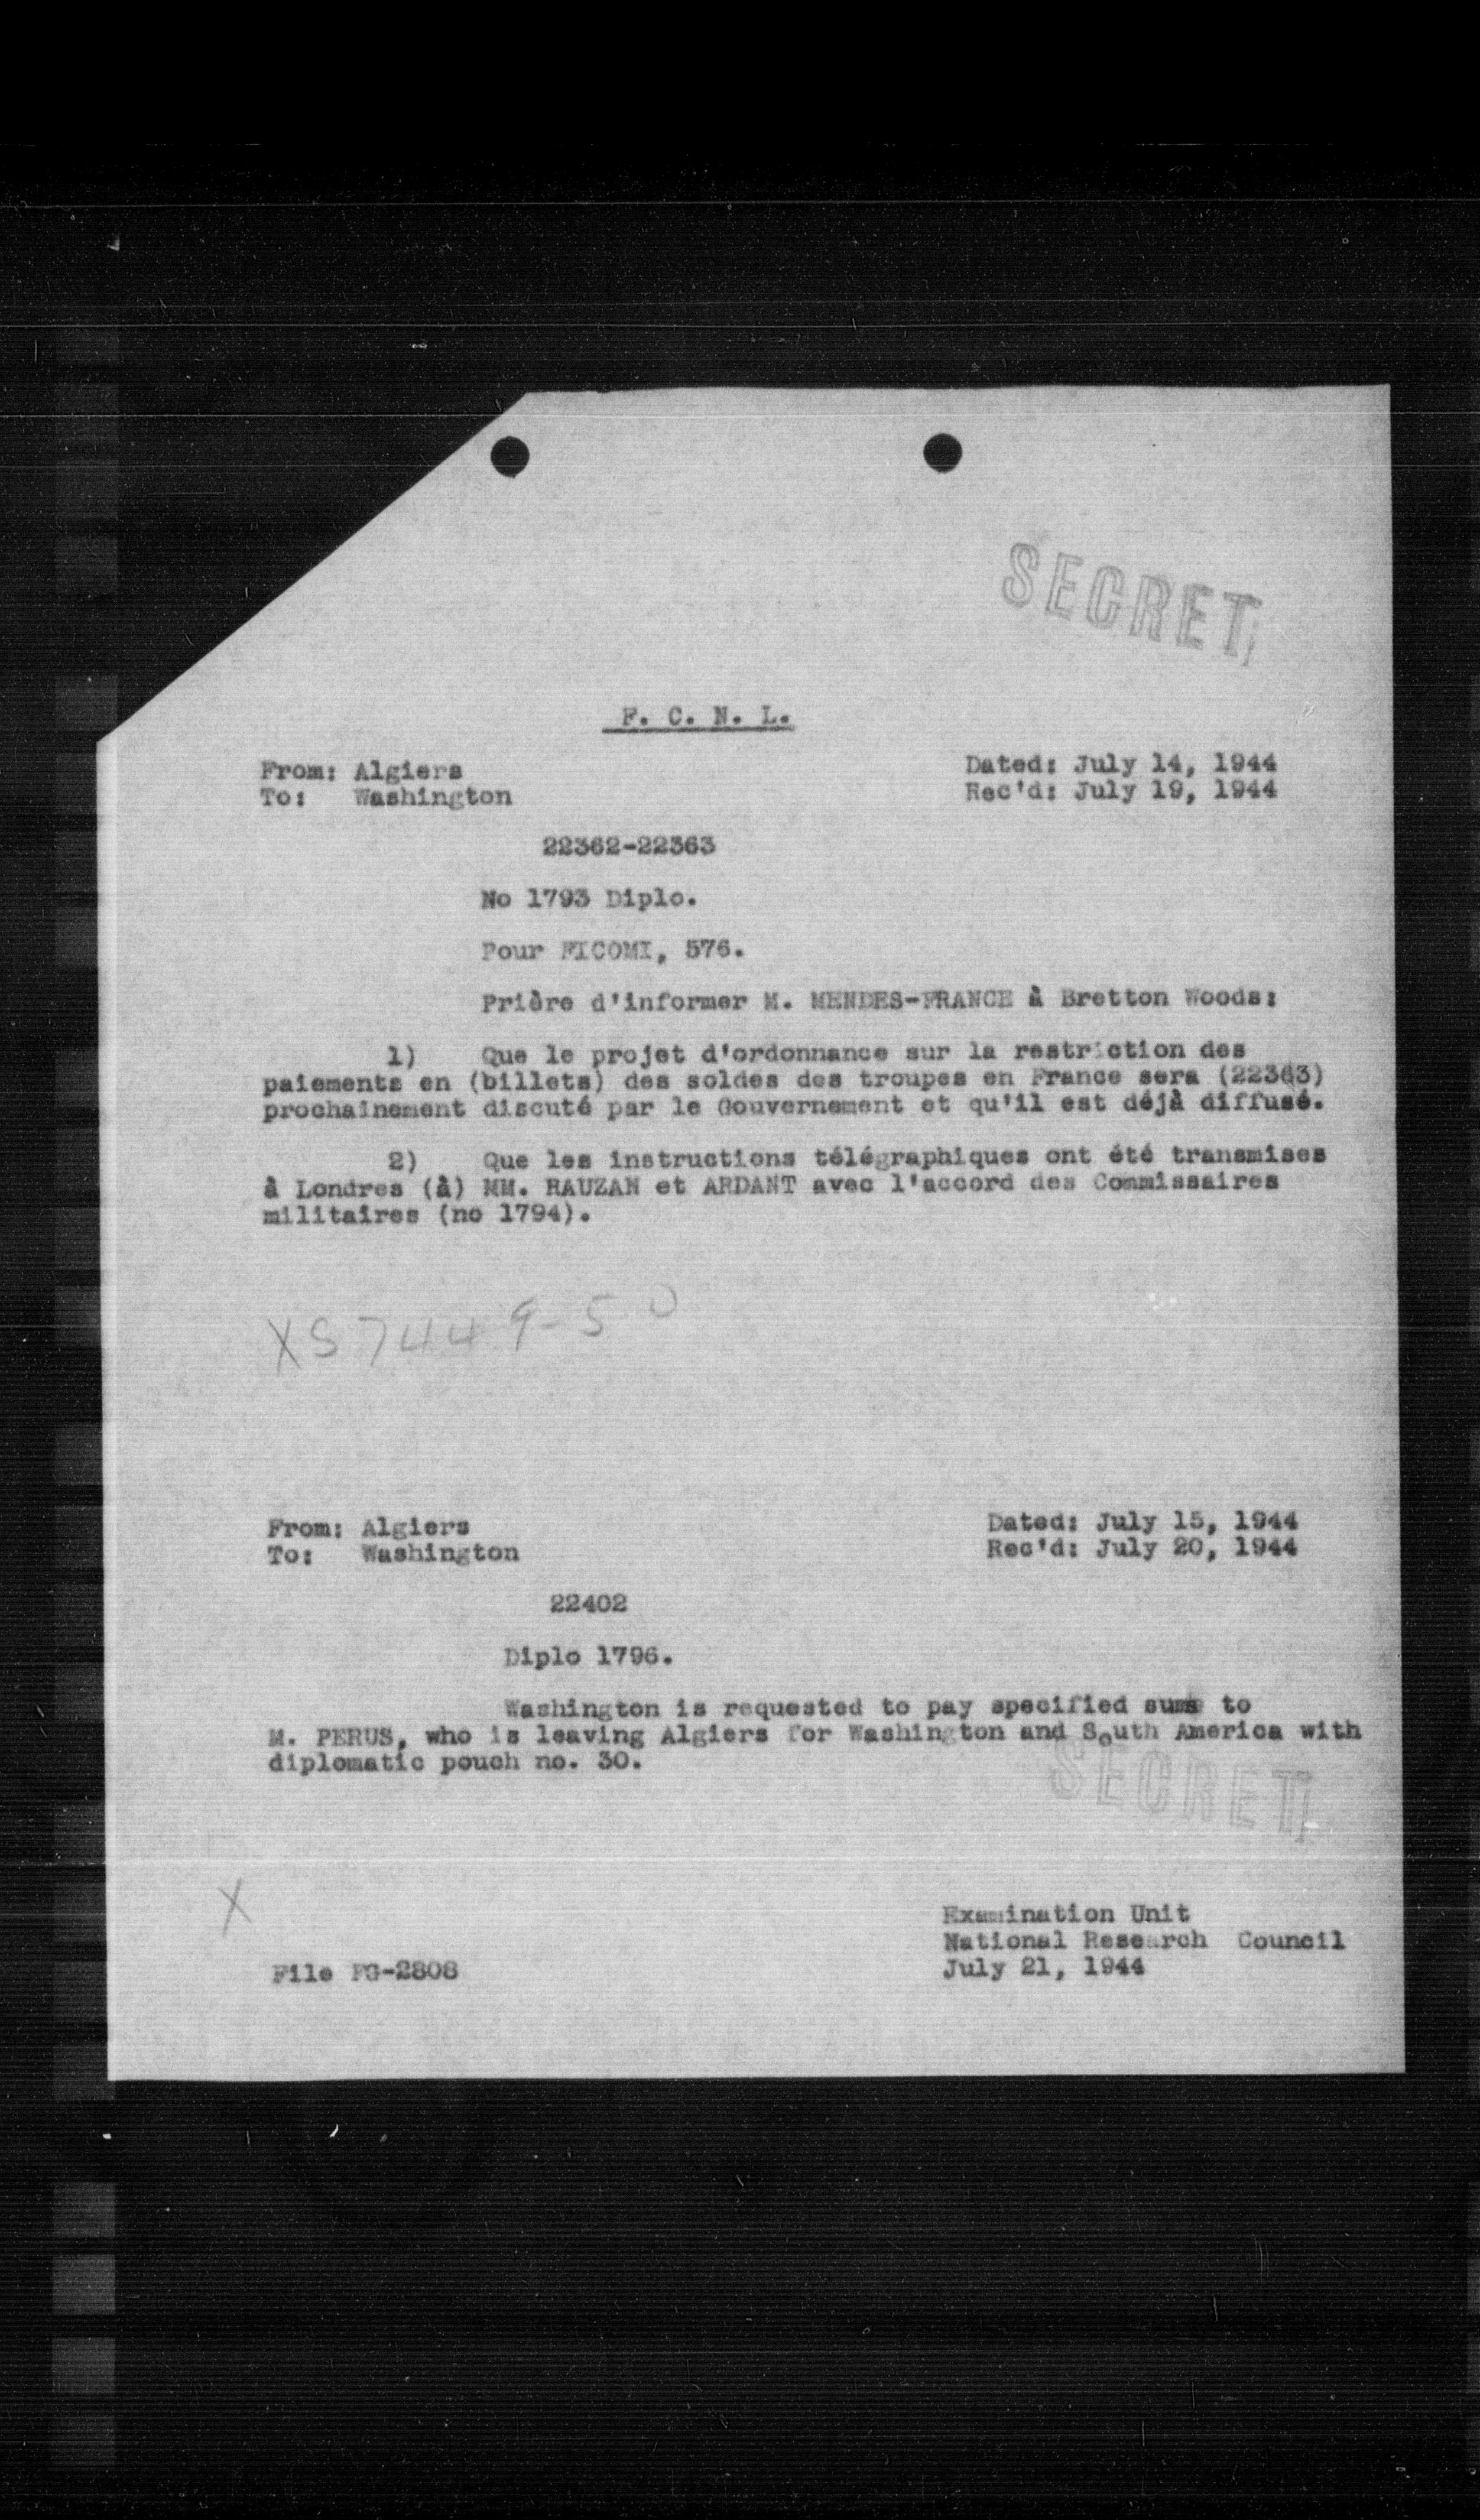 SECRET
F. C. N. L.
From: Algiers
To: Washington
Dated: July 14, 1944
Rec'd: July 19, 1944
22362-22363
No 1793 Diplo.
Pour FICOMI, 576.
Prière d'informer M. MENDES-FRANCE à Bretton Woods:
1) Que le projet d'ordonnance sur la restriction des
paiements en (billets) des soldes des troupes en France sera (22363)
prochainement discuté par le Gouvernement et qu'il est déjà diffusé.
2) Que les instructions télégraphiques ont été transmises
à Londres (à) MM. RAUZAN et ARDANT avec l'accord des Commissaires
militaires (no 1794).
XS 7449-50
From: Algiers
To: Washington
Dated: July 15, 1944
Rec'd: July 20, 1944
22402
Diplo 1796.
Washington is requested to pay specified sums to
M. PERUS, who is leaving Algiers for Washington and South America with
diplomatic pouch no. 30.
SECRET
X
Examination Unit
National Research Council
July 21, 1944
File FG-2808